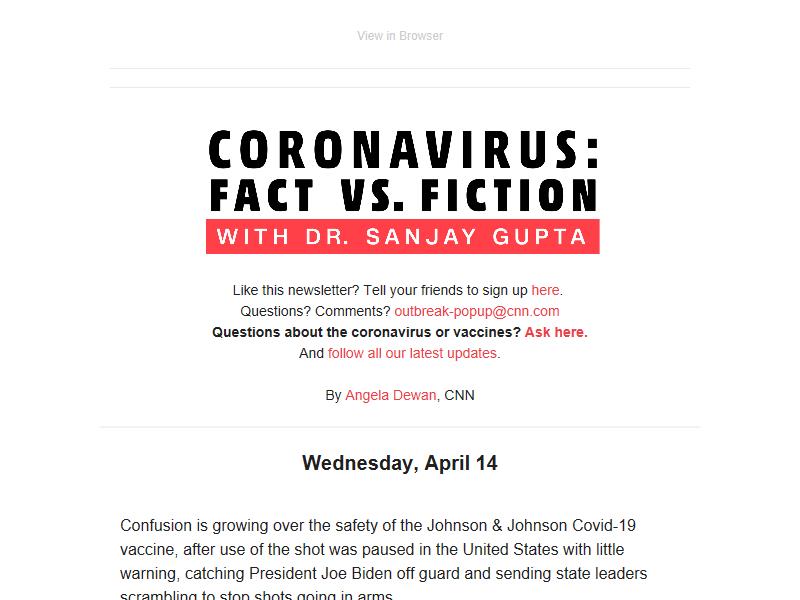 View in Browser
CORONAVIRUS:
FACT VS. FICTION
WITH DR. SANJAY GUPTA
Like this newsletter? Tell your friends to sign up here.
Questions? Comments? outbreak-popup@cnn.com
Questions about the coronavirus or vaccines? Ask here.
And follow all our latest updates.
By Angela Dewan, CNN
Wednesday, April 14
Confusion is growing over the safety of the Johnson & Johnson Covid-19
vaccine, after use of the shot was paused in the United States with little
warning, catching President Joe Biden off guard and sending state leaders
scrambling to stop shots going in arms.